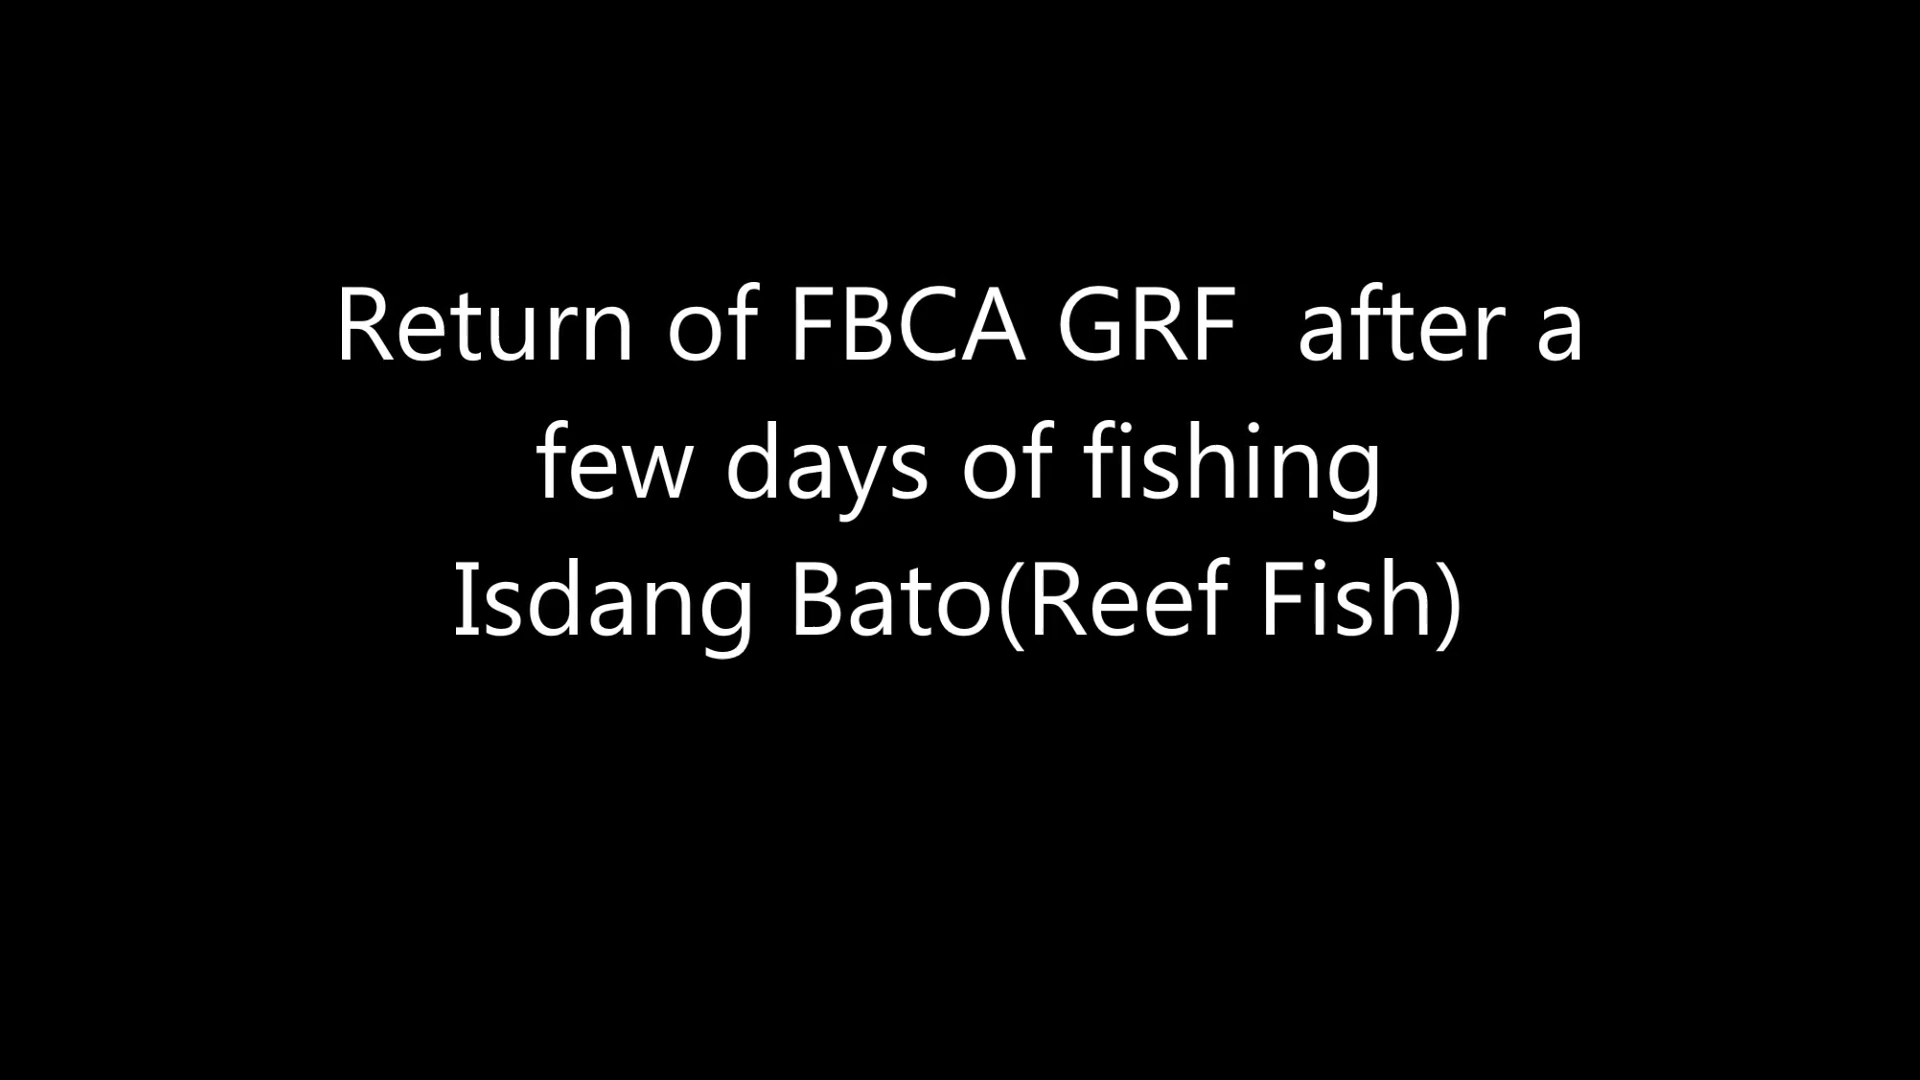 Return of FBCA GRF  after a
few days of fishing
Isdang Bato(Reef Fish)